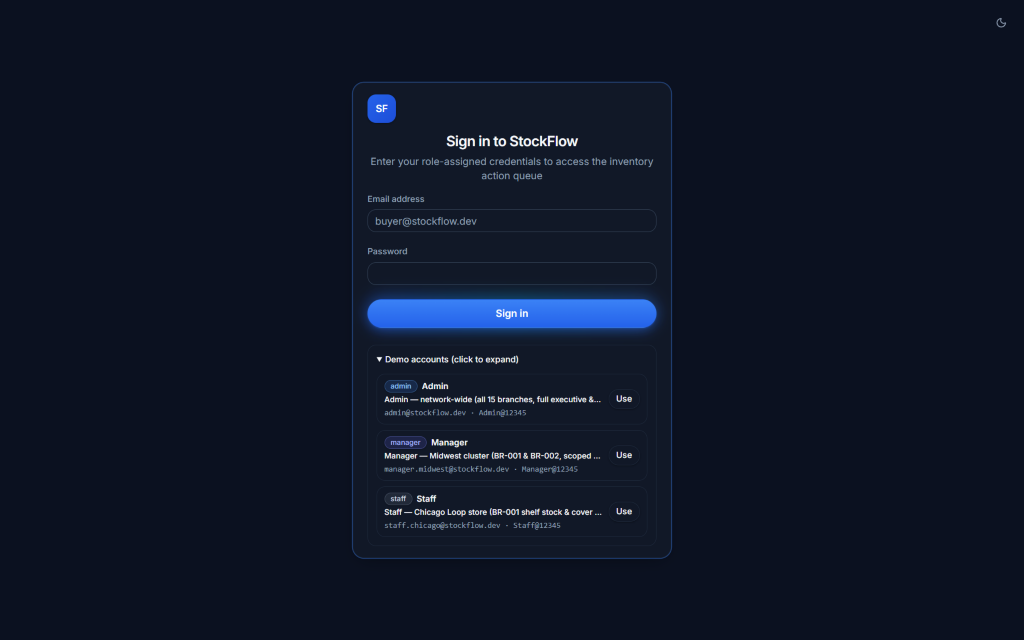 SF
Sign in to StockFlow
Enter your role-assigned credentials to access the inventory
action queue
Email address
buyer@stockflow.dev
Password
Sign in
▼ Demo accounts (click to expand)
admin Admin
Admin — network-wide (all 15 branches, full executive &...
admin@stockflow.dev · Admin@12345
Use
manager Manager
Manager — Midwest cluster (BR-001 & BR-002, scoped ...
manager.midwest@stockflow.dev · Manager@12345
Use
staff Staff
Staff — Chicago Loop store (BR-001 shelf stock & cover ...
staff.chicago@stockflow.dev · Staff@12345
Use